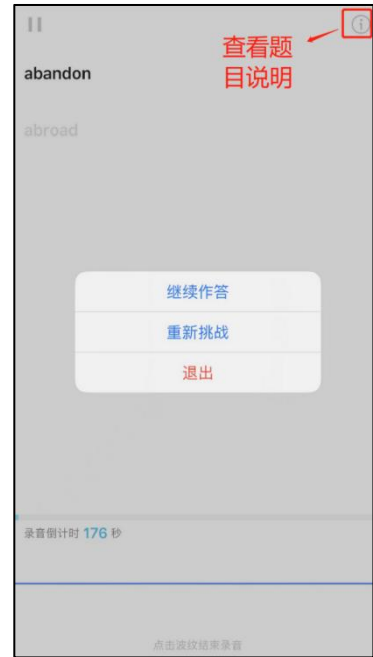 查看题
目说明
abandon
abroad
继续作答
重新挑战
退出
录音倒计时 176 秒
点击波纹结束录音